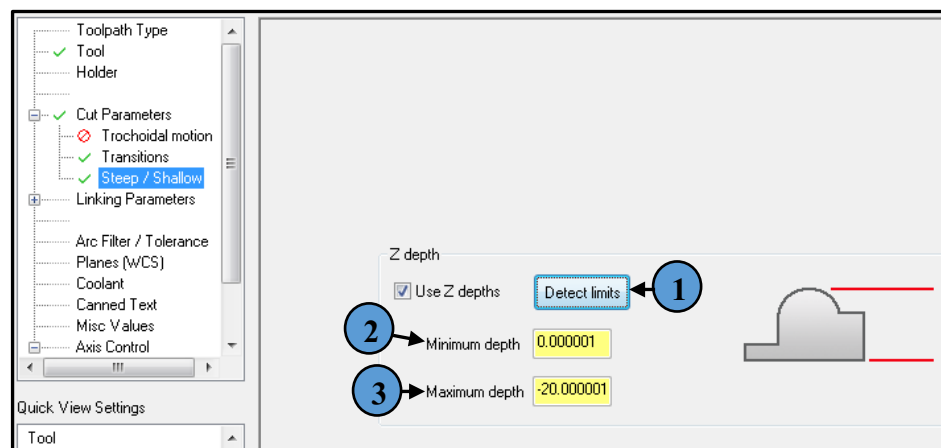 Toolpath Type
Tool
Holder
Cut Parameters
Trochoidal motion
Transitions
Steep / Shallow
Linking Parameters
Arc Filter / Tolerance
Planes (WCS)
Coolant
Canned Text
Misc Values
Axis Control
Quick View Settings
Tool
Z depth
Use Z depths Detect limits 1
2 Minimum depth 0.000001
3 Maximum depth -20.000001